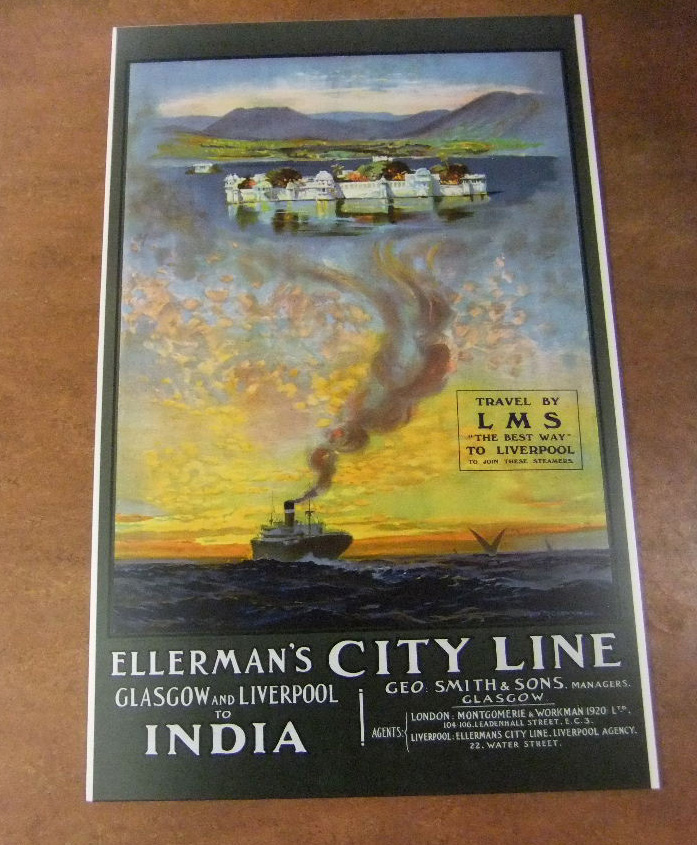 TRAVEL BY
L M S
"THE BEST WAY"
TO LIVERPOOL
TO JOIN THESE STEAMERS.
ELLERMAN'S CITY LINE
GLASGOW AND LIVERPOOL
TO
INDIA
GEO. SMITH & SONS. MANAGERS.
GLASGOW
AGENTS:
LONDON: MONTGOMERIE & WORKMAN 1920 LTD.,
104-106, LEADENHALL STREET, E.C.3.
LIVERPOOL: ELLERMANS CITY LINE. LIVERPOOL AGENCY.
22. WATER STREET.